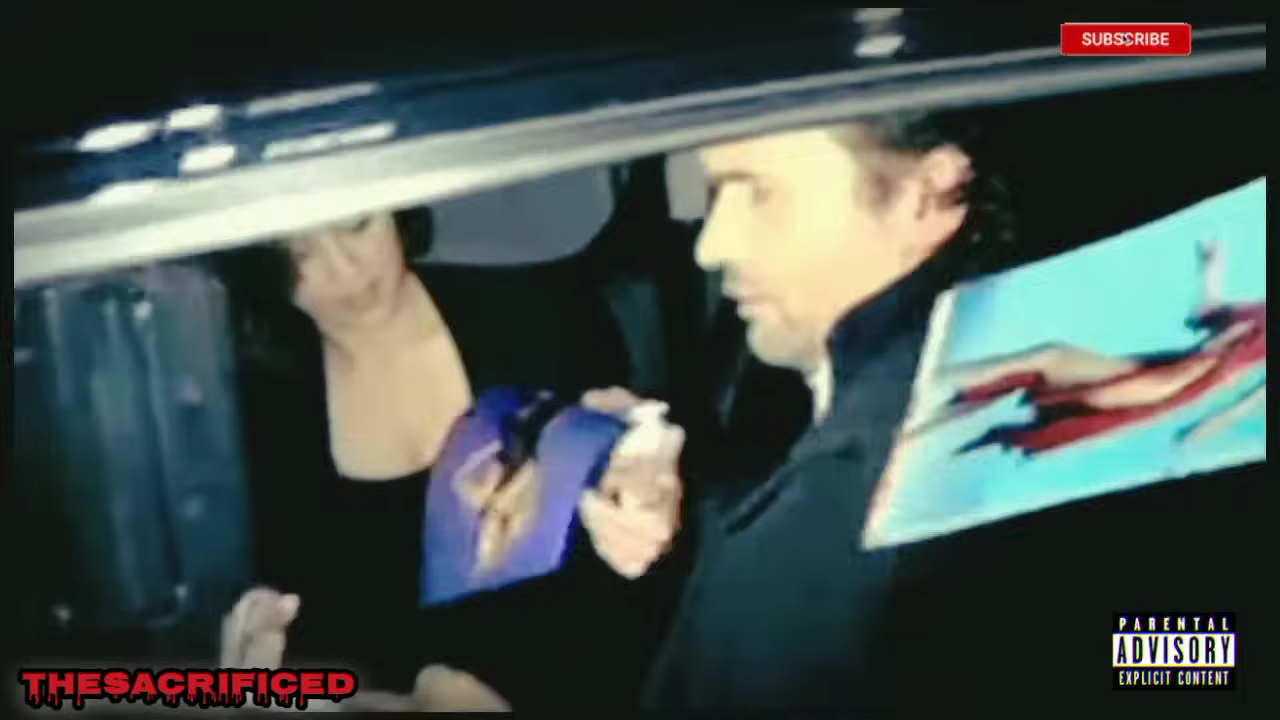 SUBSCRIBE
THESACRIFICED
PARENTAL
ADVISORY
EXPLICIT CONTENT